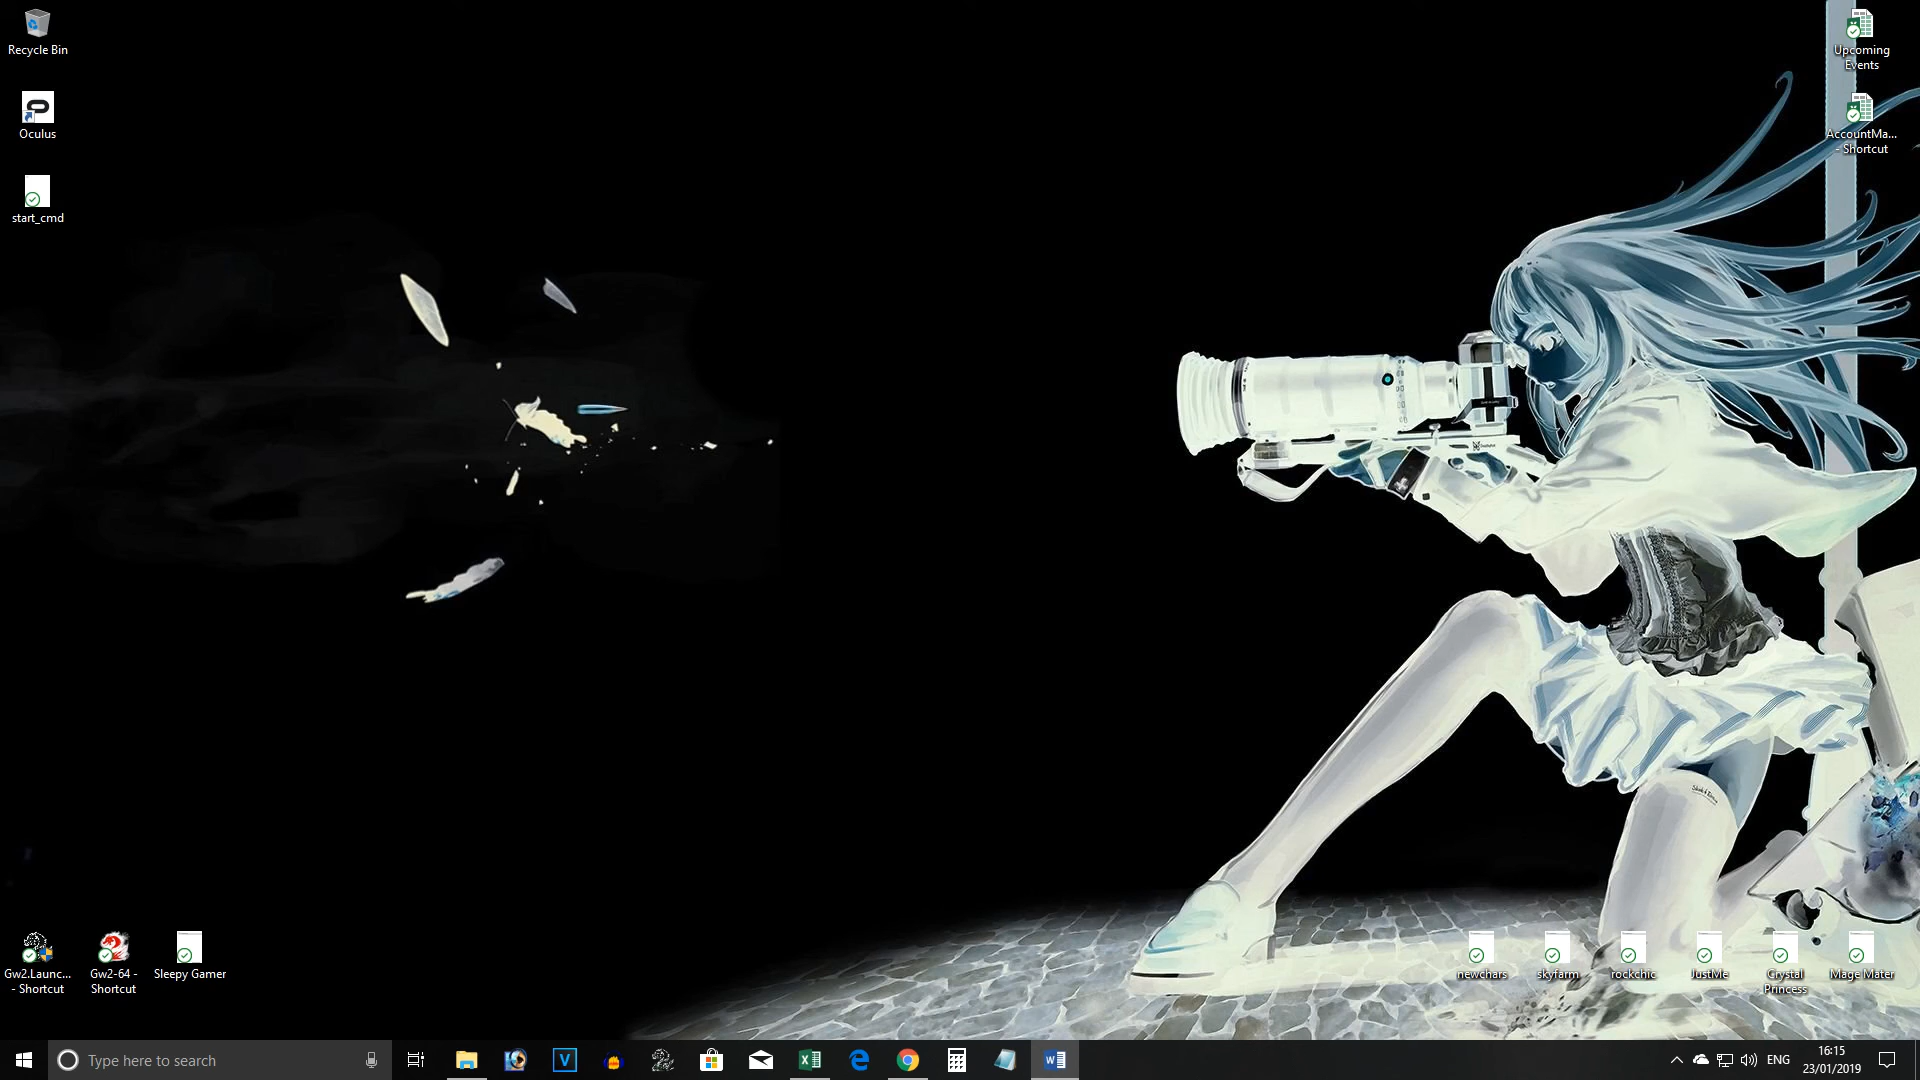 Recycle Bin
Oculus
start_cmd
Upcoming
Events
AccountMa...
- Shortcut
Gw2.Launc...
- Shortcut
Gw2-64 -
Shortcut
Sleepy Gamer
newchars
skyfarm
rockchic
JustMe
Crystal
Princess
Mage Mater
Type here to search
ENG
16:15
23/01/2019